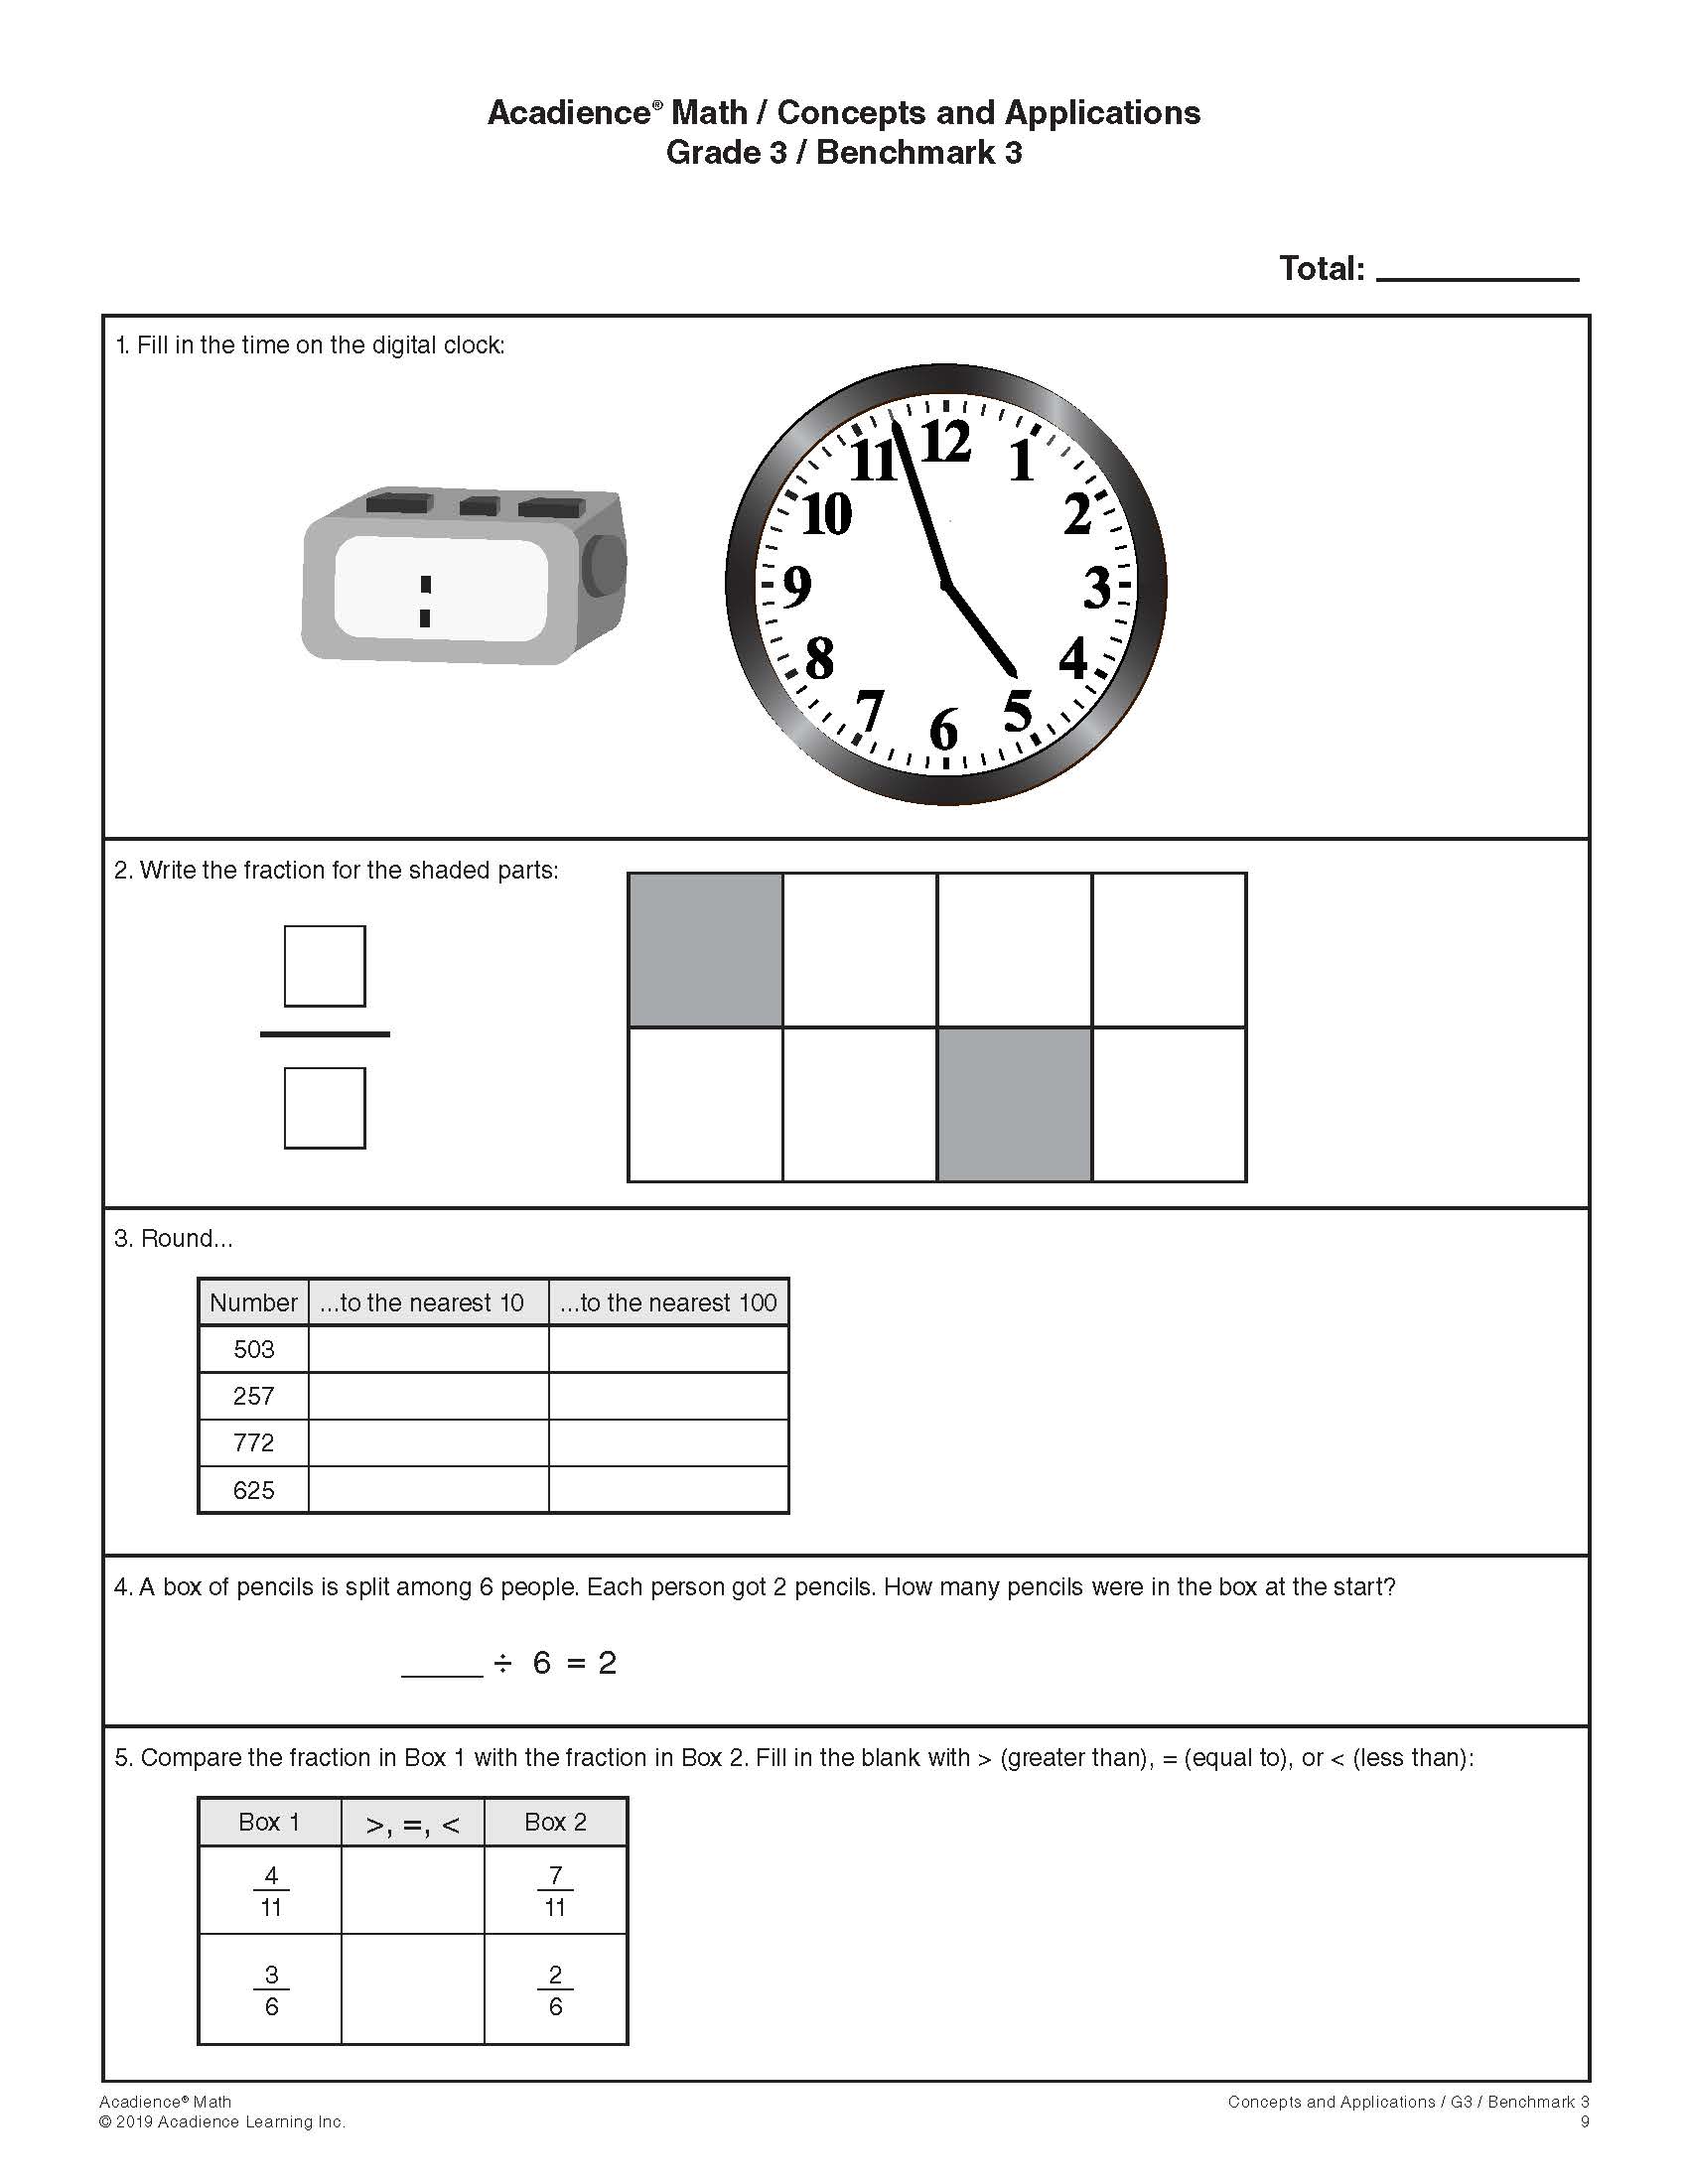 Acadience® Math / Concepts and Applications
Grade 3 / Benchmark 3
Total:
1. Fill in the time on the digital clock:
12
1
2
3
4
5
6
7
8
9
10
11
:
2. Write the fraction for the shaded parts:
3. Round...
Number ...to the nearest 10 ...to the nearest 100
503
257
772
625
4. A box of pencils is split among 6 people. Each person got 2 pencils. How many pencils were in the box at the start?
_____ ÷ 6 = 2
5. Compare the fraction in Box 1 with the fraction in Box 2. Fill in the blank with > (greater than), = (equal to), or < (less than):
Box 1 >, =, < Box 2
4 7
11 11
3 2
6 6
Acadience® Math Concepts and Applications / G3 / Benchmark 3
© 2019 Acadience Learning Inc. 9